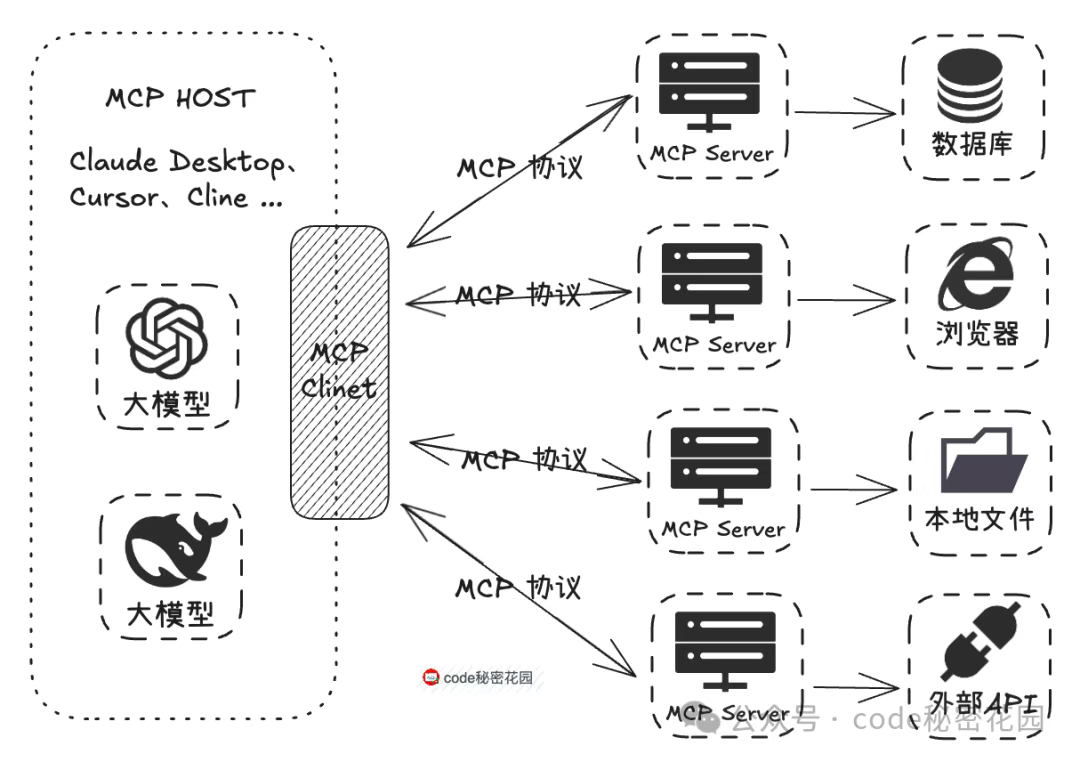 MCP HOST
Claude Desktop、
Cursor、Cline ...
大模型
大模型
MCP
Clinet
MCP 协议
MCP 协议
MCP 协议
MCP 协议
MCP Server
数据库
MCP Server
浏览器
MCP Server
本地文件
MCP Server
外部API
code秘密花园
公众号 · code秘密花园